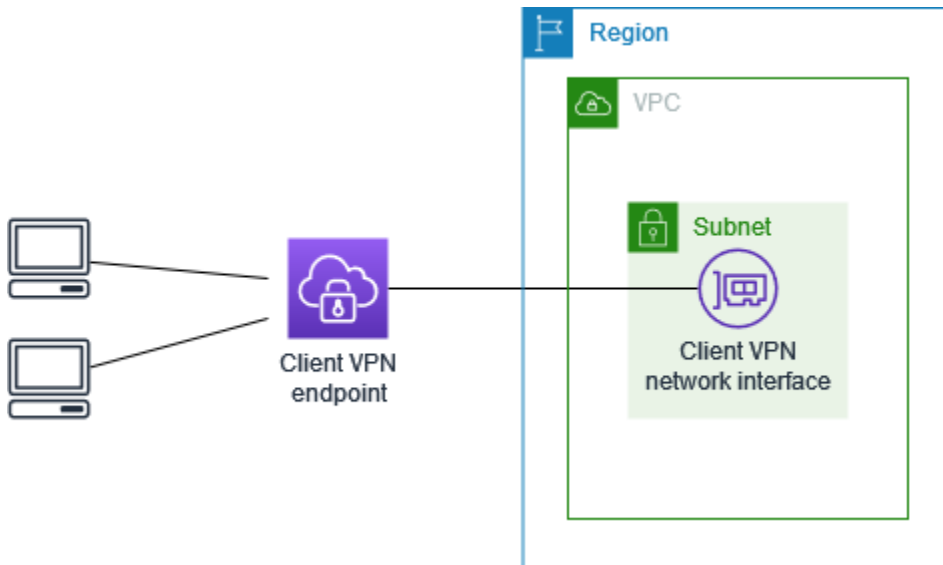 Region
VPC
Subnet
Client VPN
endpoint
Client VPN
network interface